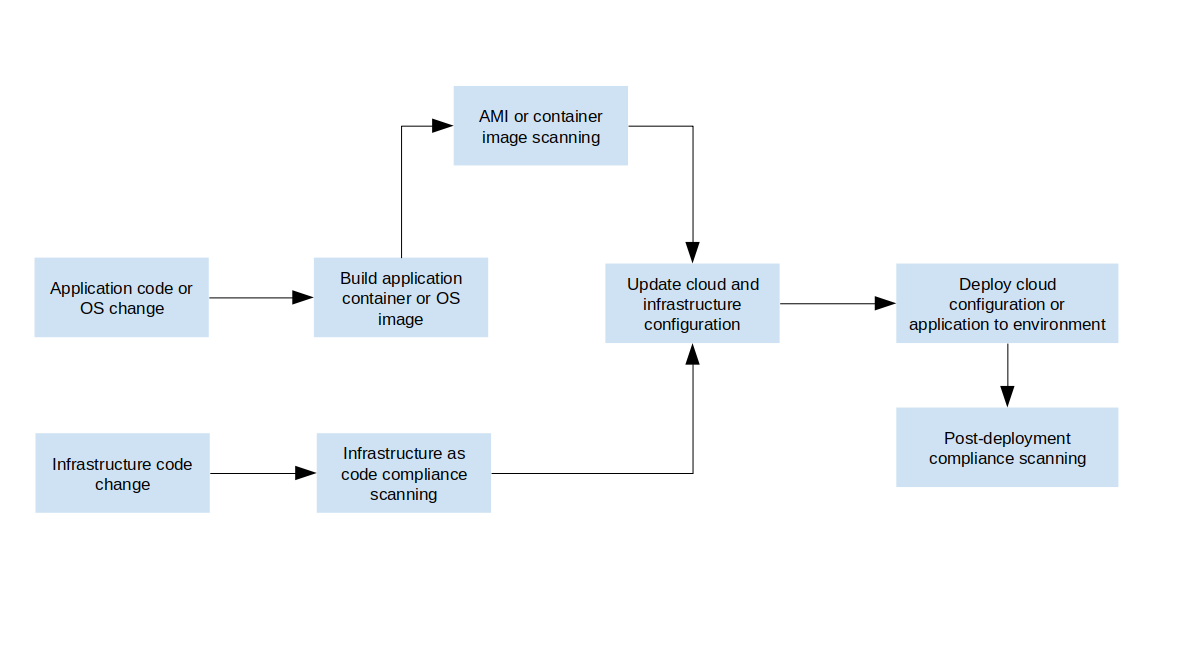 AMI or container
image scanning
Application code or
OS change
Build application
container or OS
image
Update cloud and
infrastructure
configuration
Deploy cloud
configuration or
application to environment
Infrastructure code
change
Infrastructure as
code compliance
scanning
Post-deployment
compliance scanning